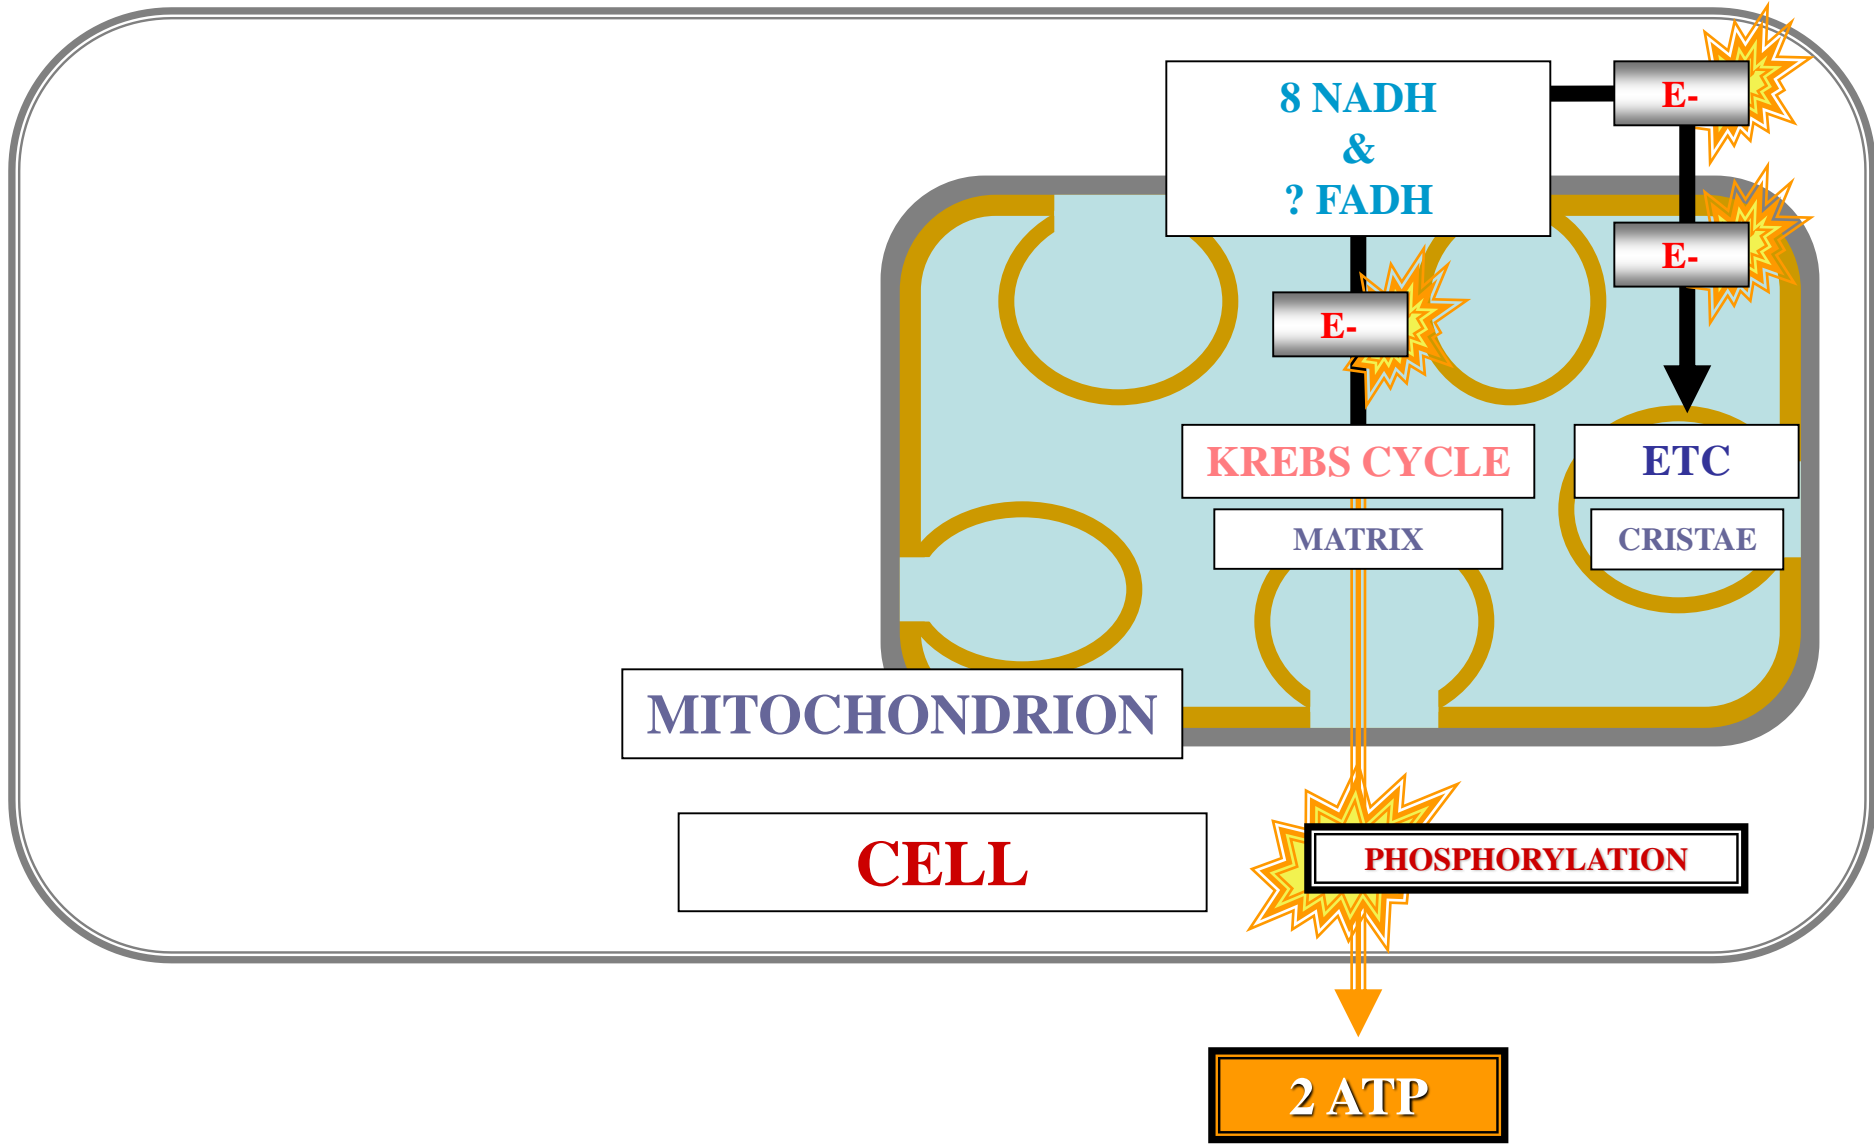 8 NADH
&
? FADH
E-
E-
E-
KREBS CYCLE
ETC
MATRIX
CRISTAE
MITOCHONDRION
CELL
PHOSPHORYLATION
2 ATP